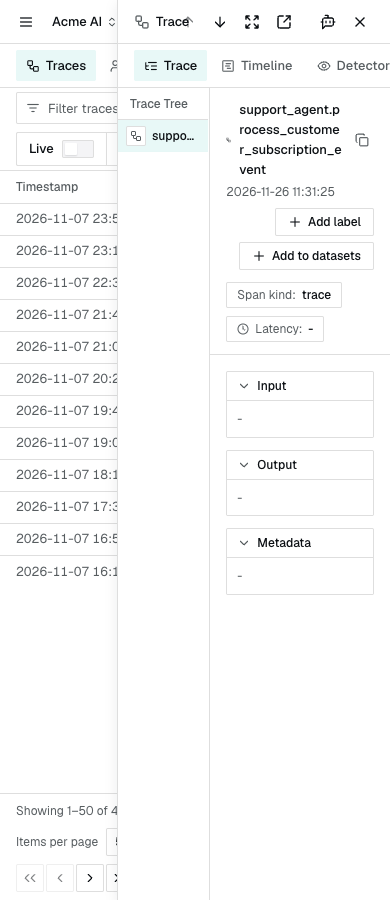 Acme AI
Trace
Traces
Trace
Timeline
Detector
Filter traces
Trace Tree
Live
suppo...
support_agent.p
rocess_custome
r_subscription_e
vent
2026-11-26 11:31:25
Add label
Add to datasets
Span kind: trace
Latency: -
Input
-
Output
-
Metadata
-
Timestamp
2026-11-07 23:5
2026-11-07 23:1
2026-11-07 22:3
2026-11-07 21:4
2026-11-07 21:0
2026-11-07 20:2
2026-11-07 19:4
2026-11-07 19:0
2026-11-07 18:1
2026-11-07 17:3
2026-11-07 16:5
2026-11-07 16:1
Showing 1–50 of 4
Items per page